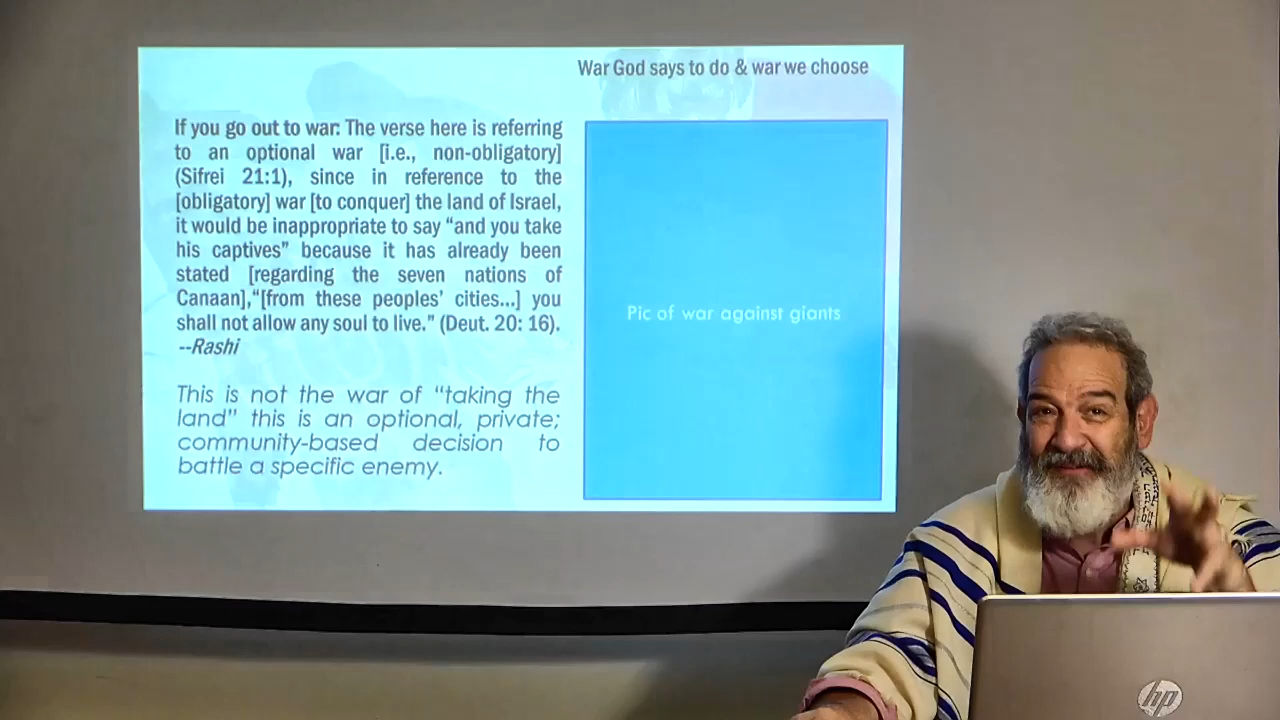 War God says to do & war we choose
If you go out to war: The verse here is referring
to an optional war [i.e., non-obligatory]
(Sifrei 21:1), since in reference to the
[obligatory] war [to conquer] the land of Israel,
it would be inappropriate to say “and you take
his captives” because it has already been
stated [regarding the seven nations of
Canaan],“[from these peoples’ cities...] you
shall not allow any soul to live.” (Deut. 20: 16).
--Rashi
This is not the war of “taking the
land” this is an optional, private;
community-based decision to
battle a specific enemy.
Pic of war against giants
hp